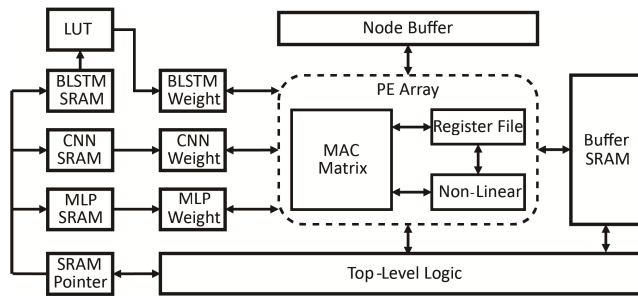 LUT
Node Buffer
BLSTM
SRAM
BLSTM
Weight
PE Array
CNN
SRAM
CNN
Weight
MAC
Matrix
Register File
Non-Linear
Buffer
SRAM
MLP
SRAM
MLP
Weight
SRAM
Pointer
Top-Level Logic